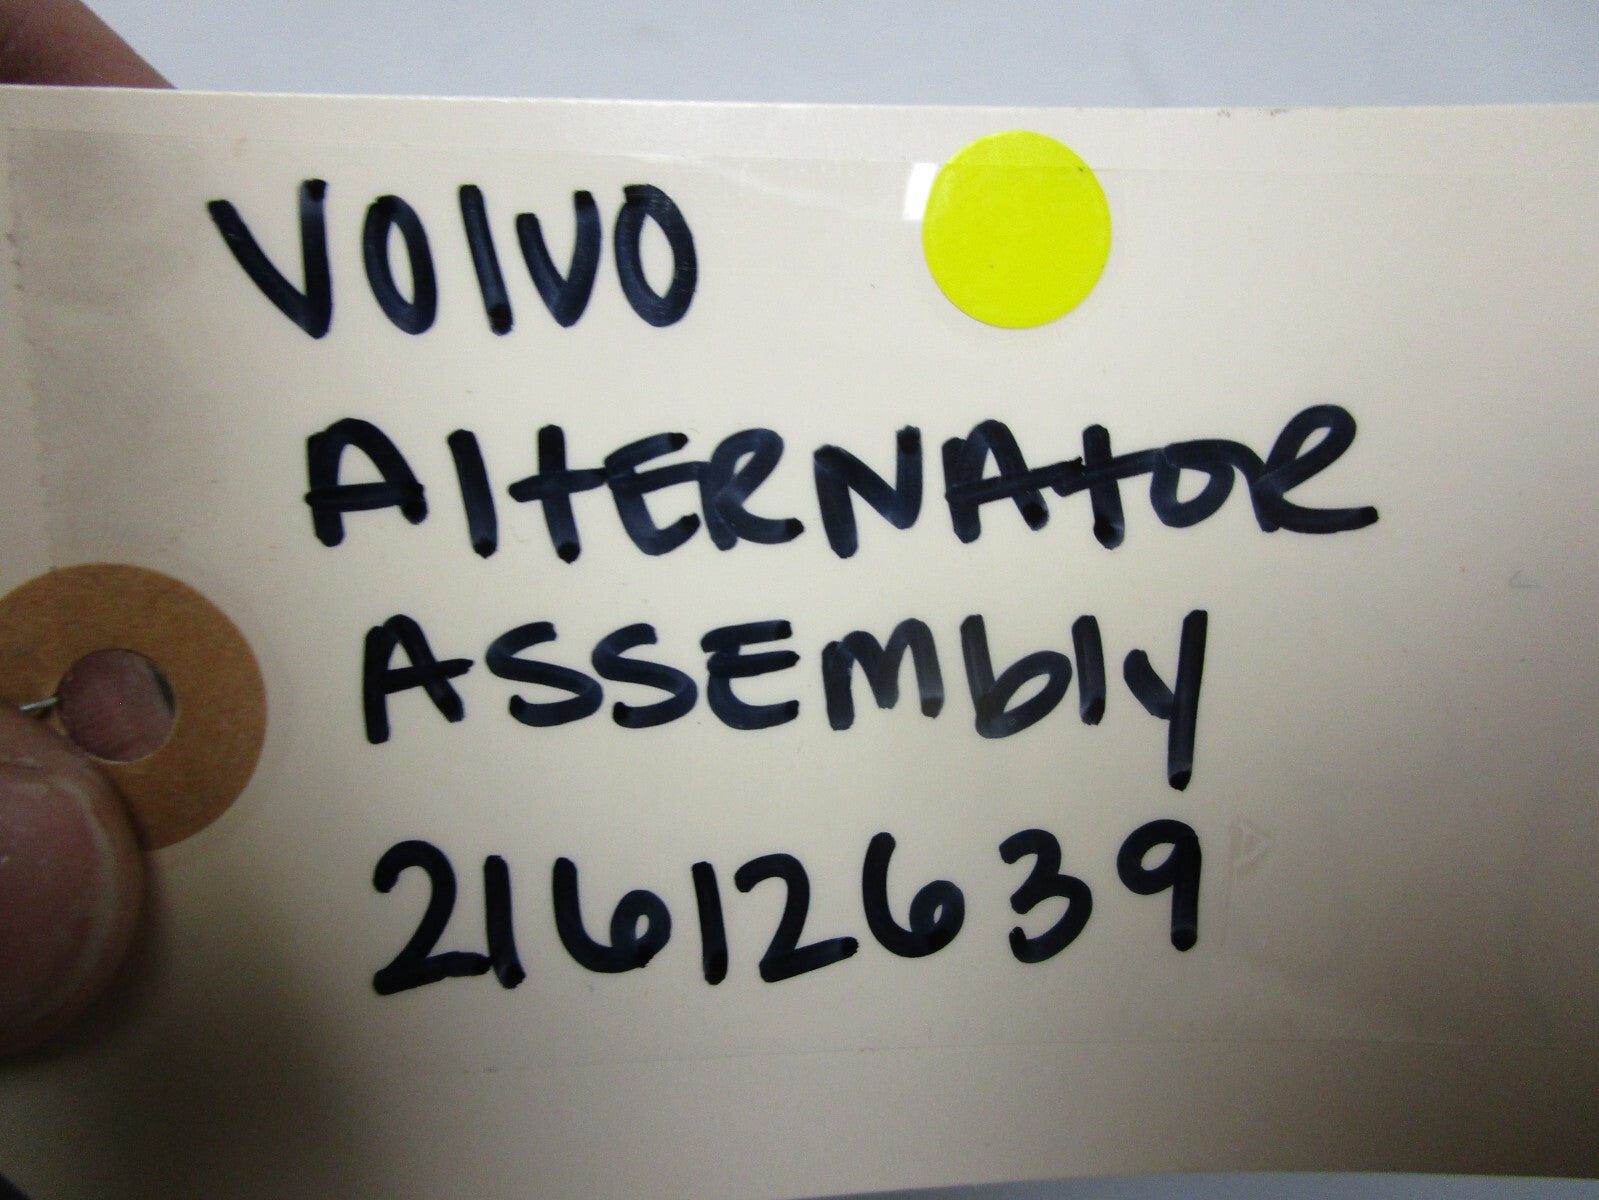 VOlVO
AltERNAtOR
ASSEMbly
21612639